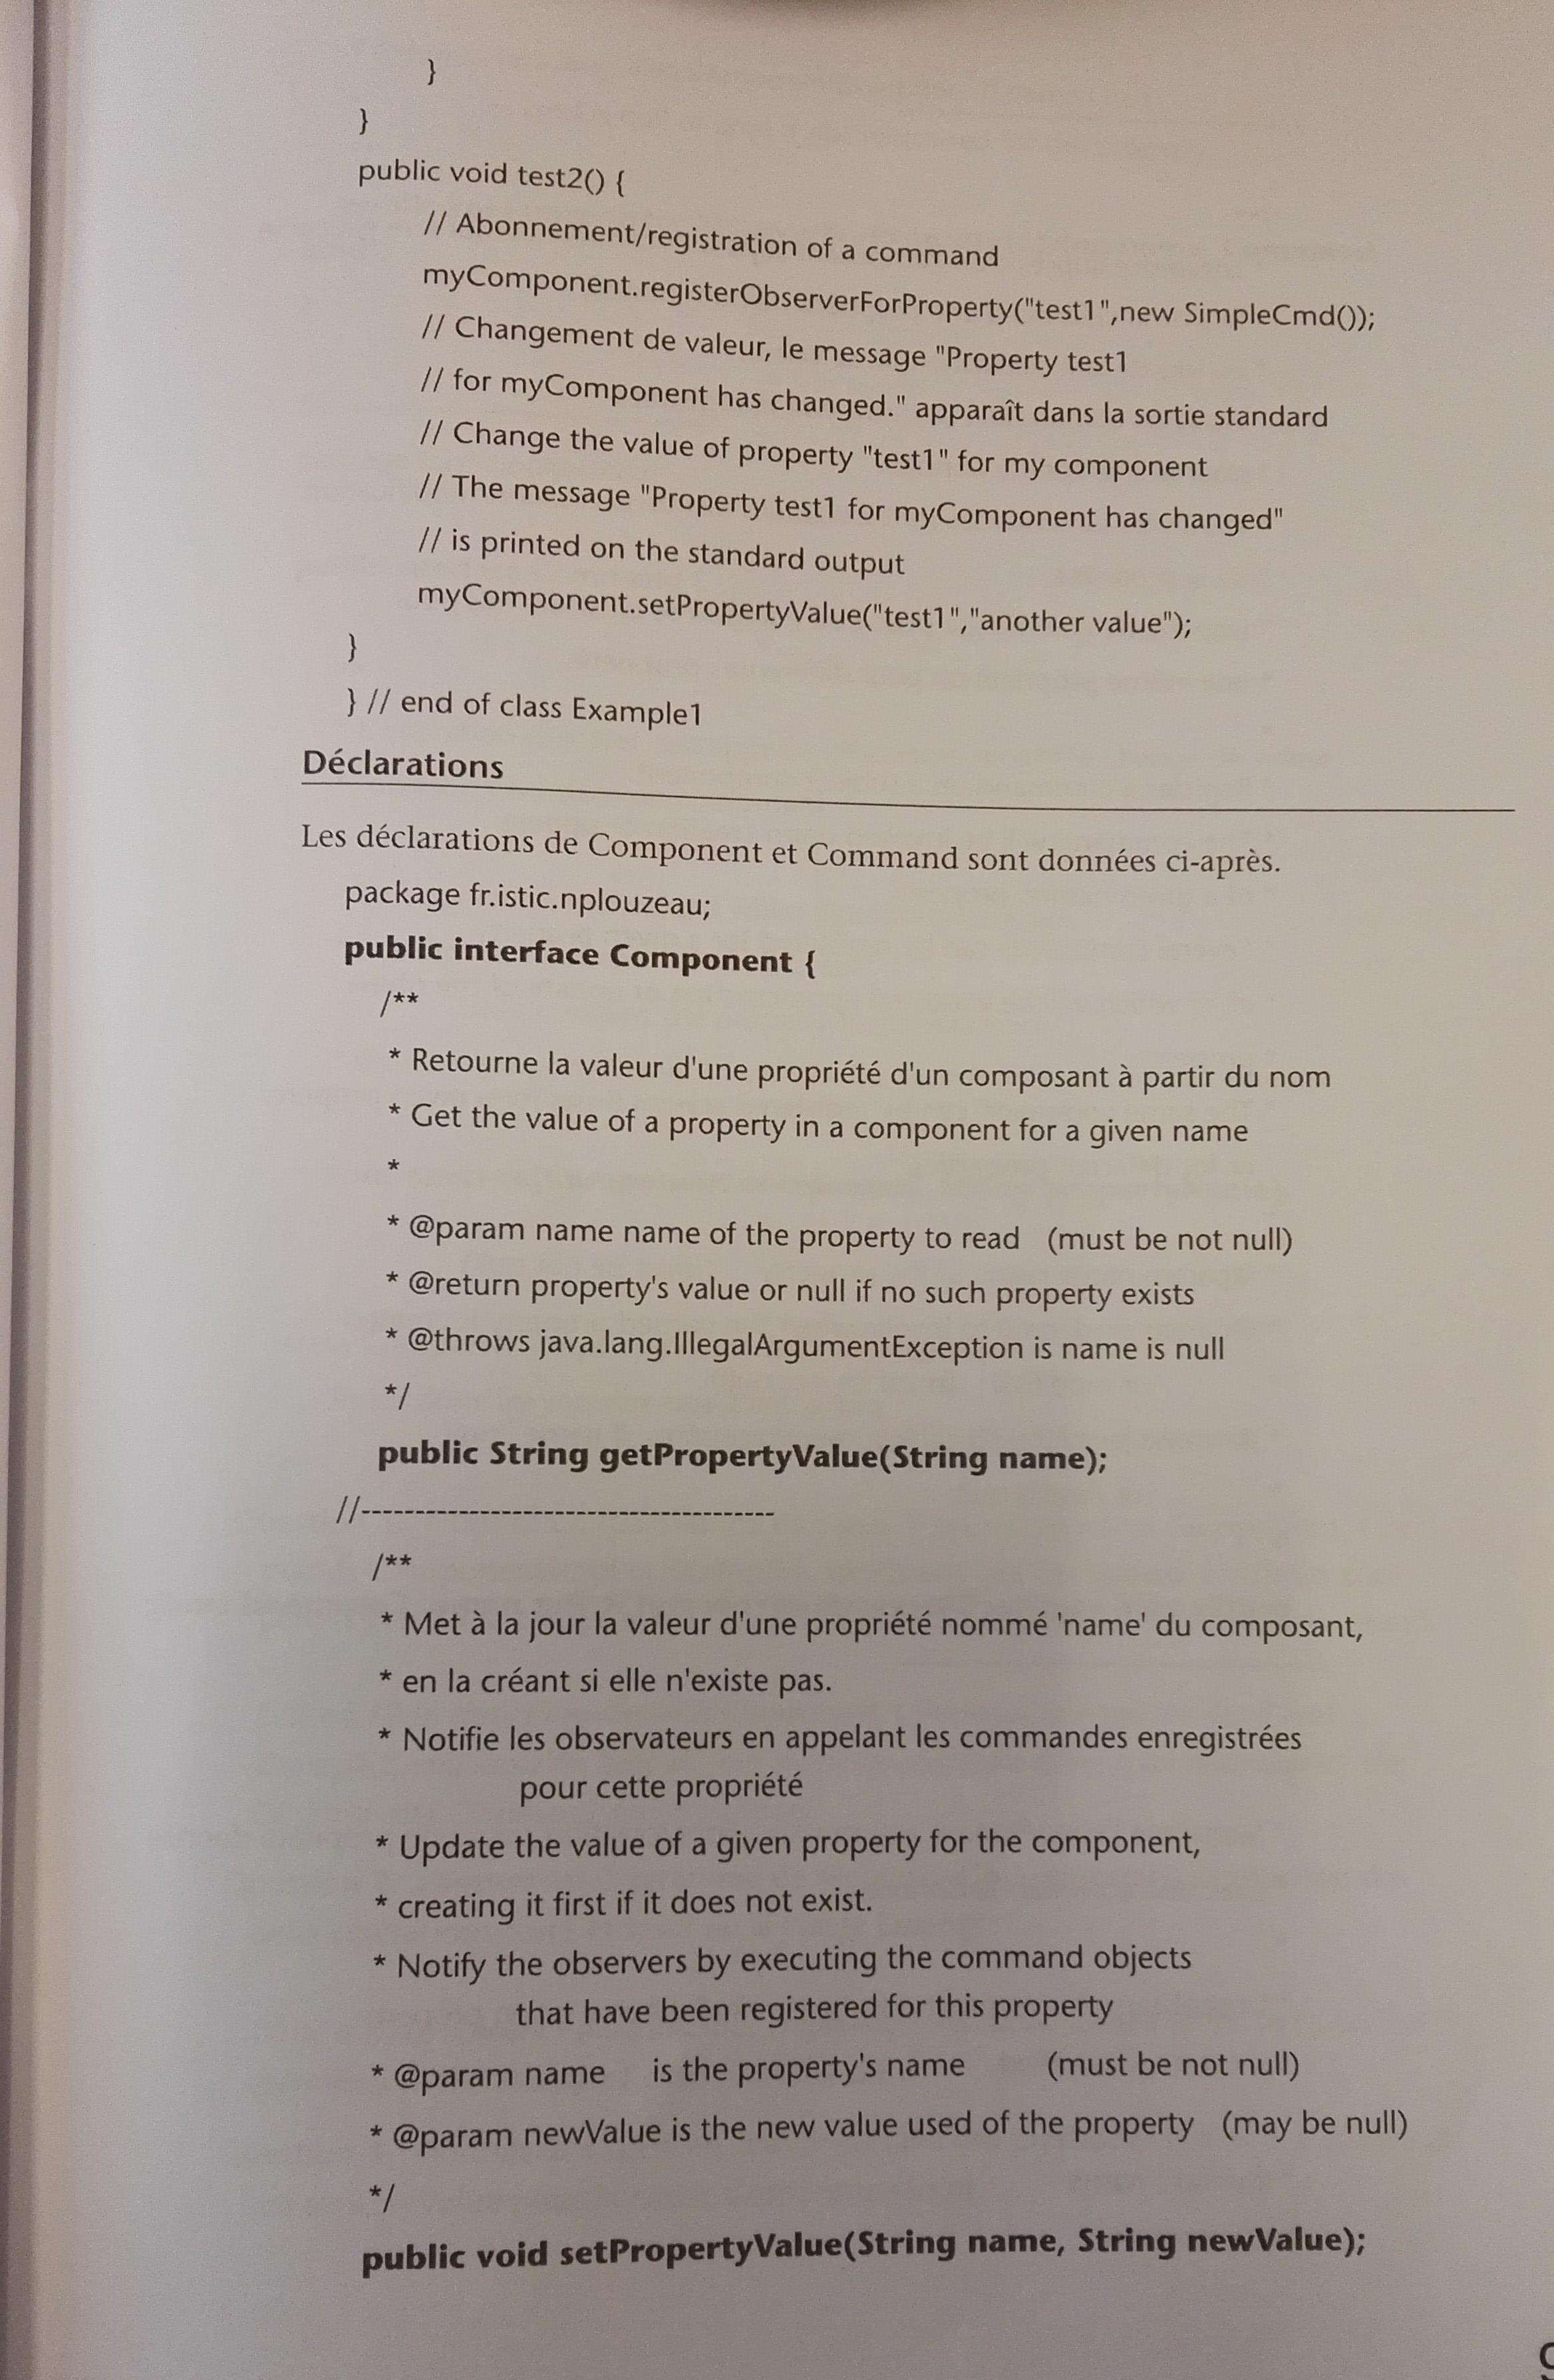 }
}
public void test2() {
// Abonnement/registration of a command
myComponent.registerObserverForProperty("test1",new SimpleCmd());
// Changement de valeur, le message "Property test1
// for myComponent has changed." apparaît dans la sortie standard
// Change the value of property "test1" for my component
// The message "Property test1 for myComponent has changed"
// is printed on the standard output
myComponent.setPropertyValue("test1","another value");
}
} // end of class Example1
Déclarations
Les déclarations de Component et Command sont données ci-après.
package fr.istic.nplouzeau;
public interface Component {
/**
* Retourne la valeur d'une propriété d'un composant à partir du nom
* Get the value of a property in a component for a given name
*
* @param name name of the property to read (must be not null)
* @return property's value or null if no such property exists
* @throws java.lang.IllegalArgumentException is name is null
*/
public String getPropertyValue(String name);
//---------------------------------------
/**
* Met à la jour la valeur d'une propriété nommé 'name' du composant,
* en la créant si elle n'existe pas.
* Notifie les observateurs en appelant les commandes enregistrées
pour cette propriété
* Update the value of a given property for the component,
* creating it first if it does not exist.
* Notify the observers by executing the command objects
that have been registered for this property
* @param name is the property's name (must be not null)
* @param newValue is the new value used of the property (may be null)
*/
public void setPropertyValue(String name, String newValue);